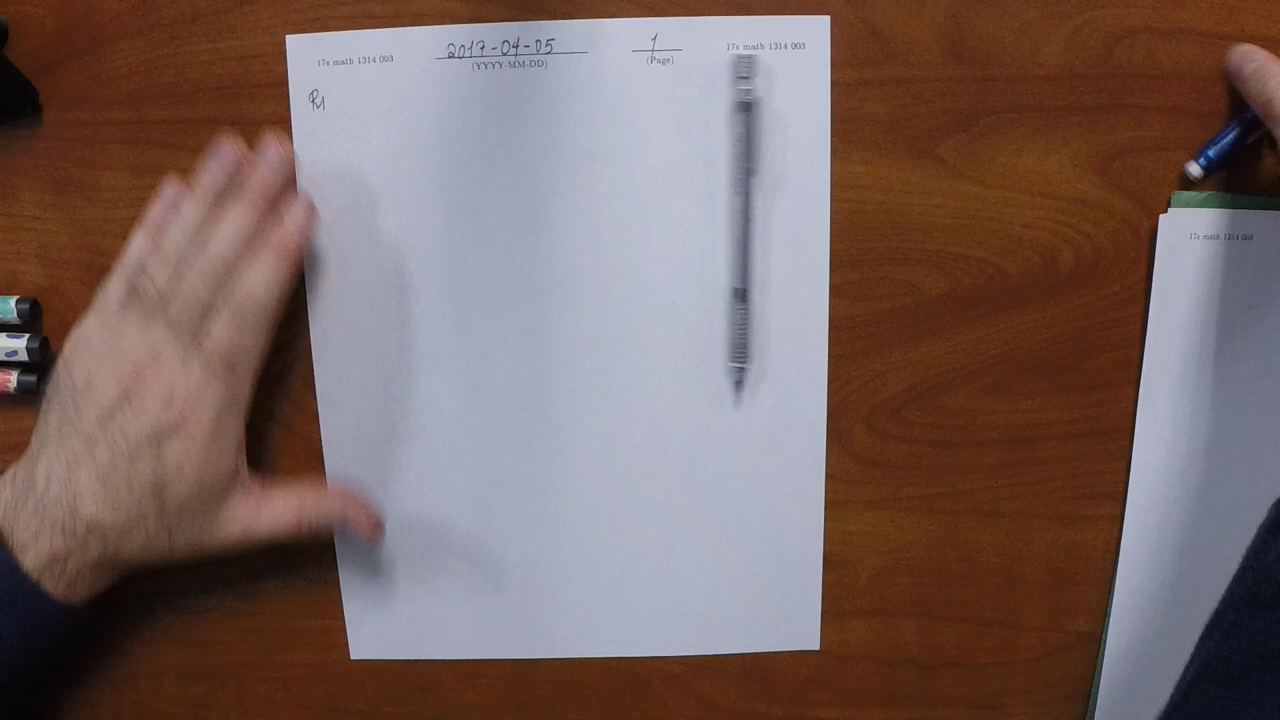 17s math 1314 003 2017-04-05 1 17s math 1314 003
(YYYY-MM-DD) (Page)
17s math 1314 003